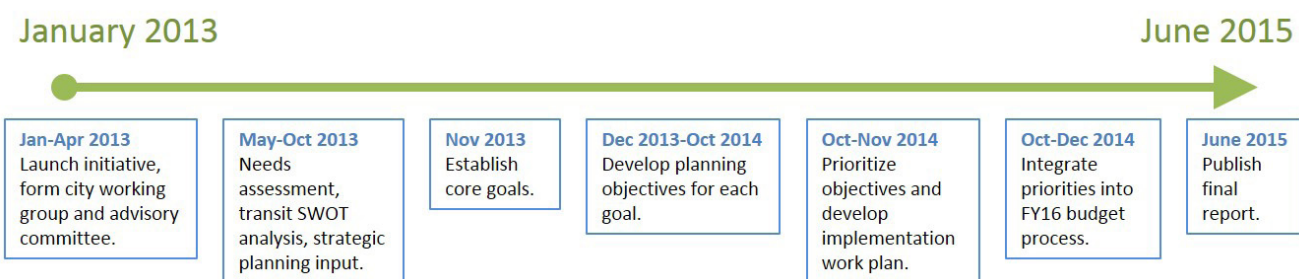 January 2013
June 2015
Jan-Apr 2013
Launch initiative,
form city working
group and advisory
committee.
May-Oct 2013
Needs
assessment,
transit SWOT
analysis, strategic
planning input.
Nov 2013
Establish
core goals.
Dec 2013-Oct 2014
Develop planning
objectives for each
goal.
Oct-Nov 2014
Prioritize
objectives and
develop
implementation
work plan.
Oct-Dec 2014
Integrate
priorities into
FY16 budget
process.
June 2015
Publish
final
report.